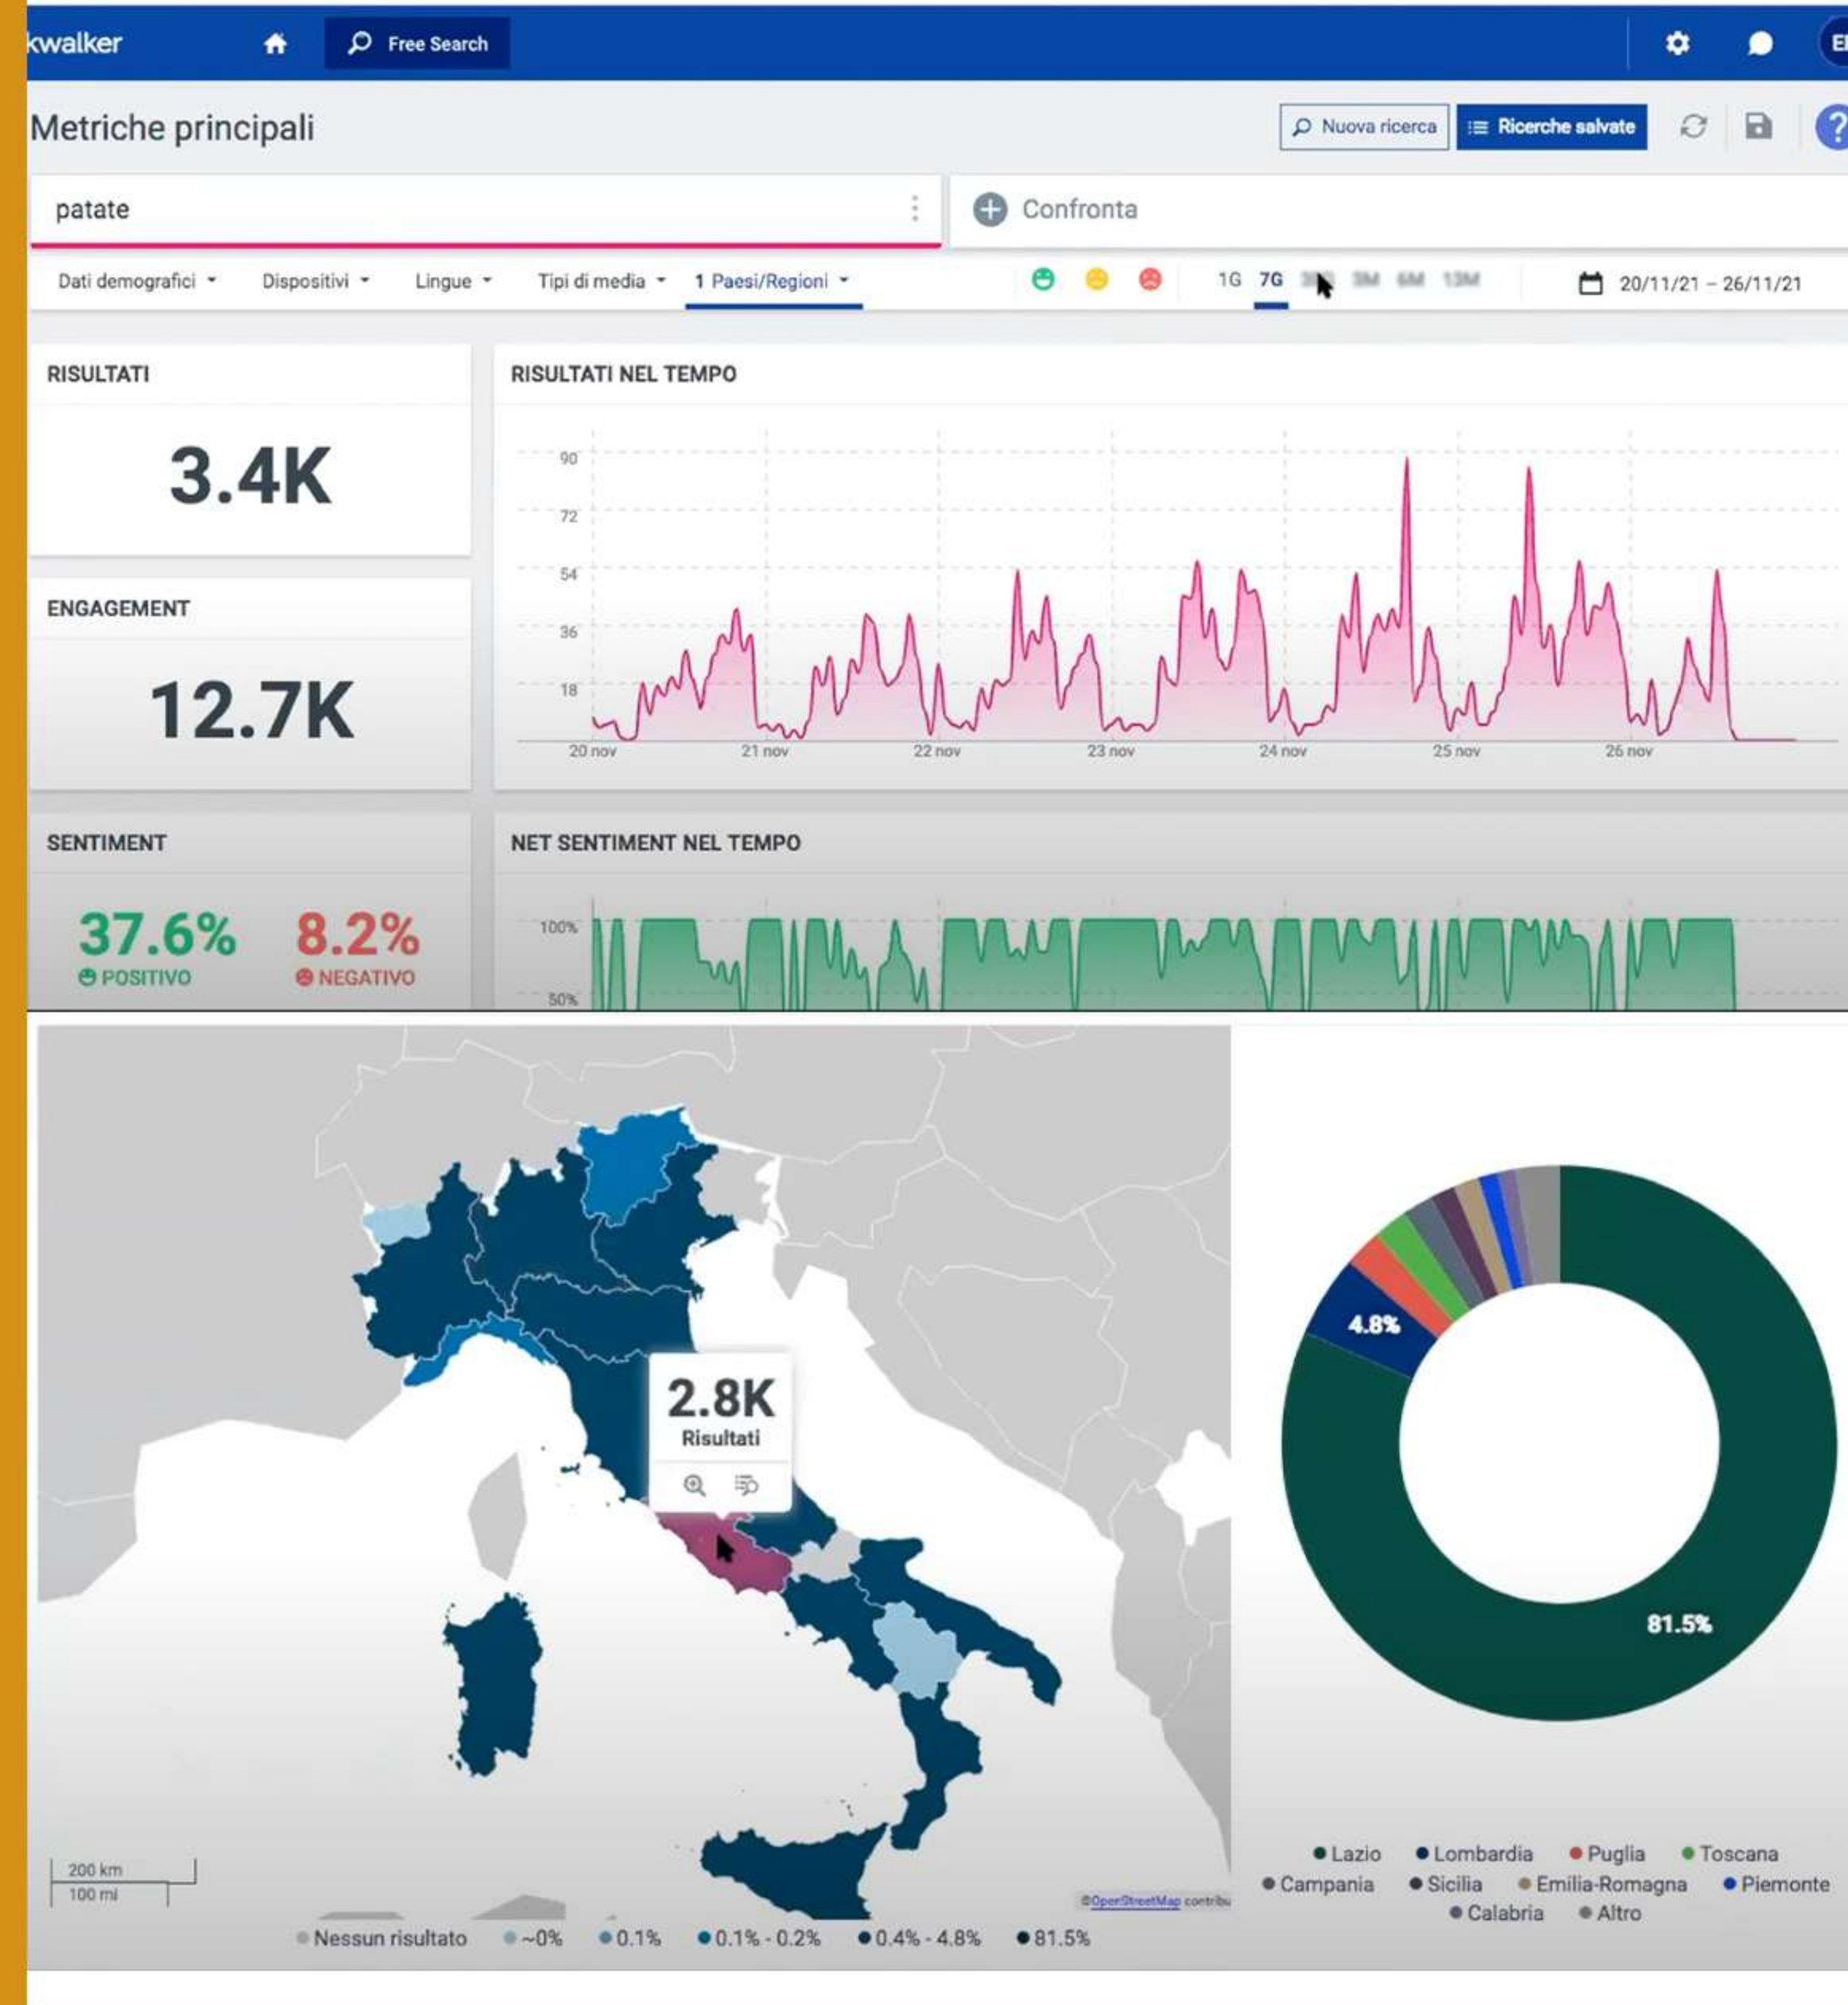 kwalker
Free Search
Metriche principali
Nuova ricerca
Ricerche salvate
?
patate
Confronta
Dati demografici
Dispositivi
Lingue
Tipi di media
1 Paesi/Regioni
1G
7G
3M
6M
13M
20/11/21 – 26/11/21
RISULTATI
3.4K
RISULTATI NEL TEMPO
90
72
54
36
18
20 nov
21 nov
22 nov
23 nov
24 nov
25 nov
26 nov
ENGAGEMENT
12.7K
SENTIMENT
37.6%
POSITIVO
8.2%
NEGATIVO
NET SENTIMENT NEL TEMPO
100%
50%
2.8K
Risultati
200 km
100 mi
©OpenStreetMap contribu
Nessun risultato
~0%
0.1%
0.1% - 0.2%
0.4% - 4.8%
81.5%
4.8%
81.5%
Lazio
Lombardia
Puglia
Toscana
Campania
Sicilia
Emilia-Romagna
Piemonte
Calabria
Altro